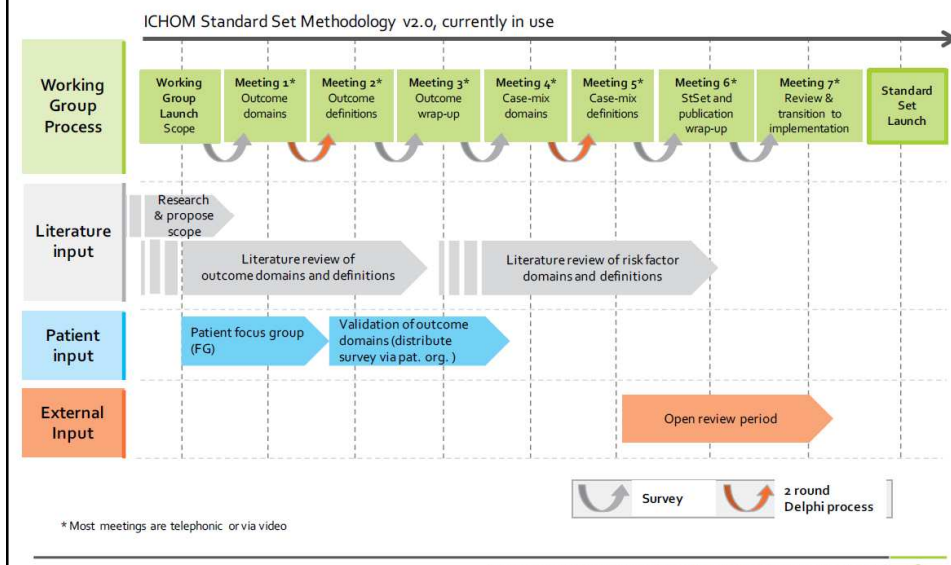 ICHOM Standard Set Methodology v2.0, currently in use
Working
Group
Process
Working
Group
Launch
Scope
Meeting 1*
Outcome
domains
Meeting 2*
Outcome
definitions
Meeting 3*
Outcome
wrap-up
Meeting 4*
Case-mix
domains
Meeting 5*
Case-mix
definitions
Meeting 6*
StSet and
publication
wrap-up
Meeting 7*
Review &
transition to
implementation
Standard
Set
Launch
Literature
input
Research
& propose
scope
Literature review of
outcome domains and definitions
Literature review of risk factor
domains and definitions
Patient
input
Patient focus group
(FG)
Validation of outcome
domains (distribute
survey via pat. org. )
External
Input
Open review period
Survey
2 round
Delphi process
* Most meetings are telephonic or via video